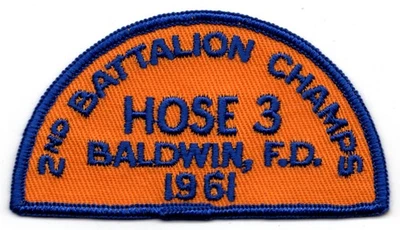 2ND BATTALION CHAMPS
HOSE 3
BALDWIN, F.D.
1961